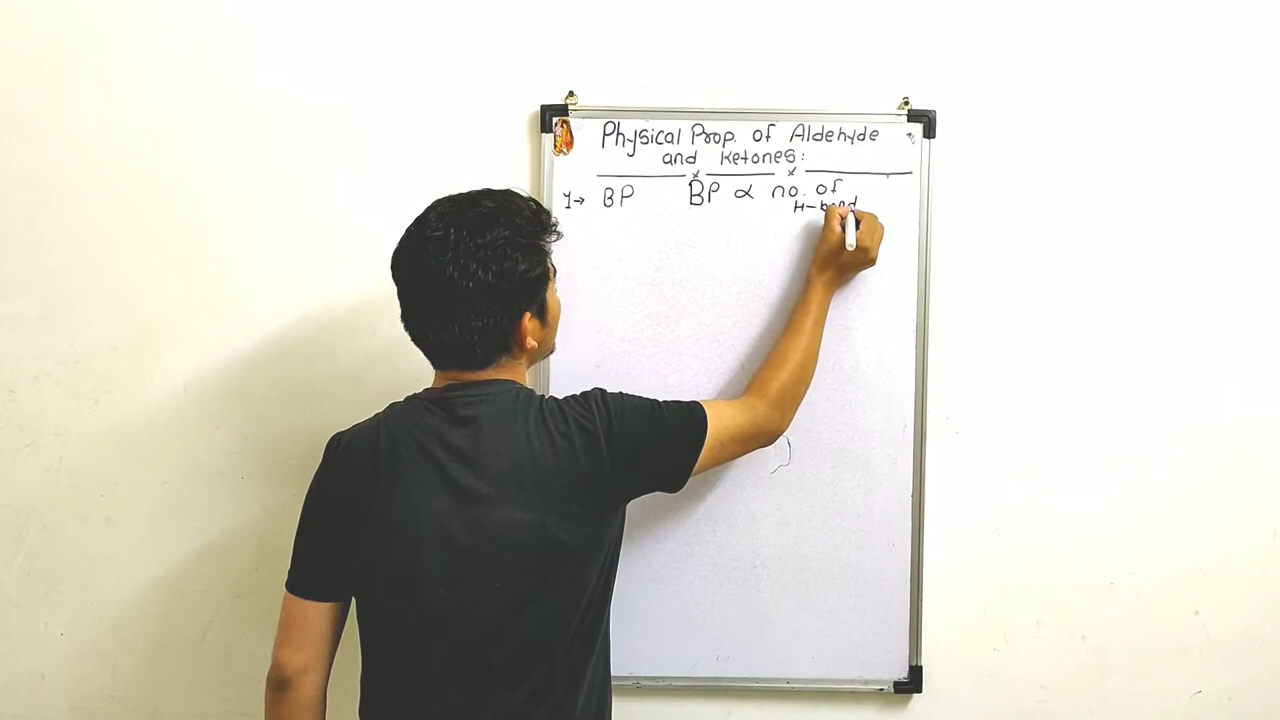 Physical Prop. of Aldehyde
and Ketones:
1→ BP BP ∝ no. of
H-bond